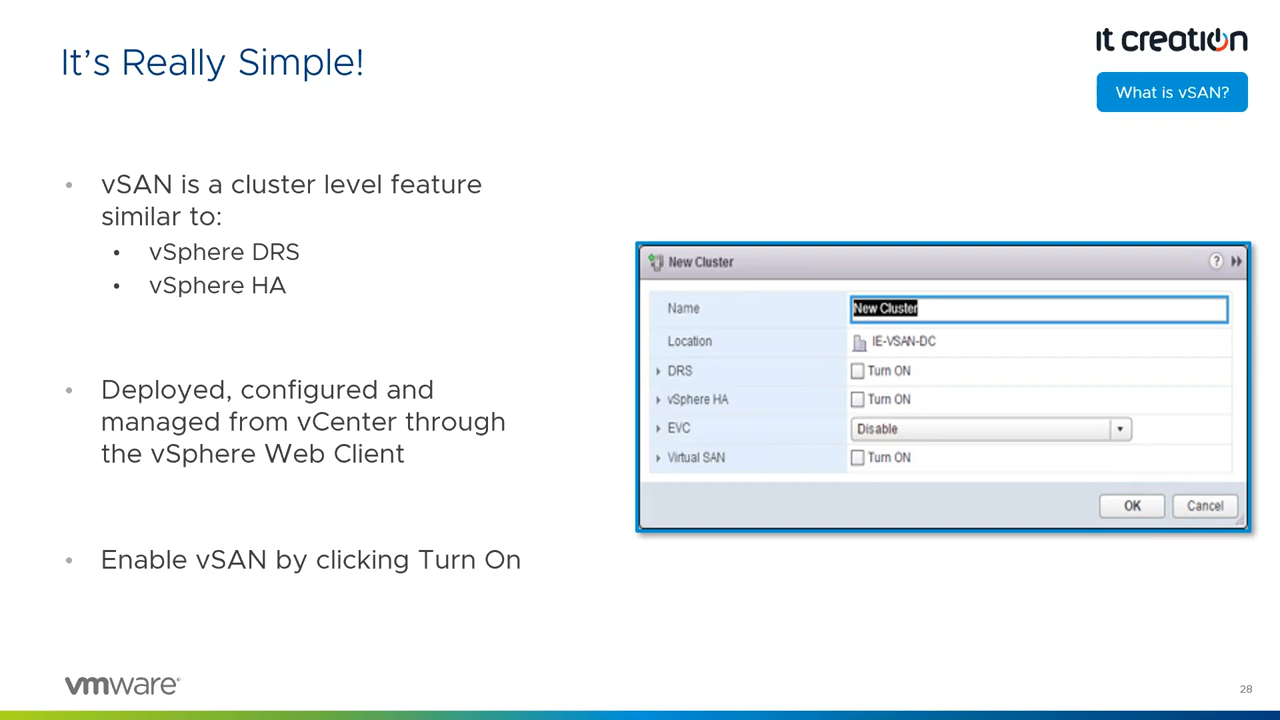 It's Really Simple!
it creation
What is vSAN?
• vSAN is a cluster level feature
similar to:
• vSphere DRS
• vSphere HA
• Deployed, configured and
managed from vCenter through
the vSphere Web Client
• Enable vSAN by clicking Turn On
New Cluster
?
Name New Cluster
Location IE-VSAN-DC
DRS Turn ON
vSphere HA Turn ON
EVC Disable
Virtual SAN Turn ON
OK Cancel
vmware®
28